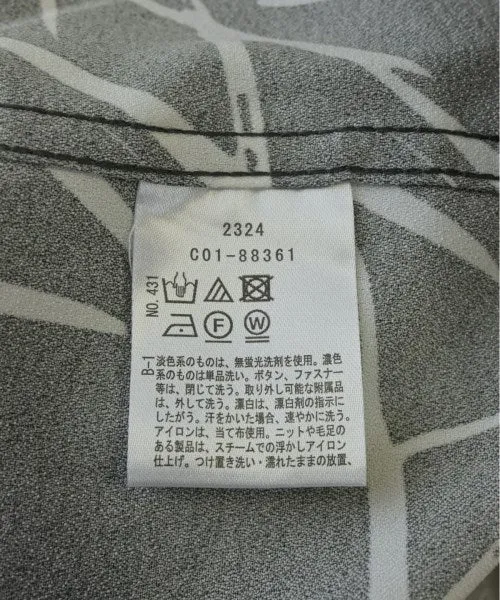 2324
C01-88361
NO.431
F
W
B-1
淡色系のものは、無蛍光洗剤を使用。濃色
系のものは単品洗い。ボタン、ファスナー
等は、閉じて洗う。取り外し可能な附属品
は、外して洗う。漂白は、漂白剤の指示に
したがう。汗をかいた場合、速やかに洗う。
アイロンは、当て布使用。ニットや毛足の
ある製品は、スチームでの浮かしアイロン
仕上げ。つけ置き洗い・濡れたままの放置、